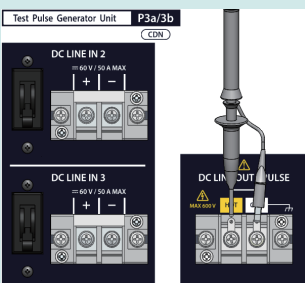 Test Pulse Generator Unit P3a/3b
CDN
DC LINE IN 2
⎓ 60 V / 50 A MAX
+ −
DC LINE IN 3
⎓ 60 V / 50 A MAX
+ −
DC LIN OUT PULSE
MAX 600 V